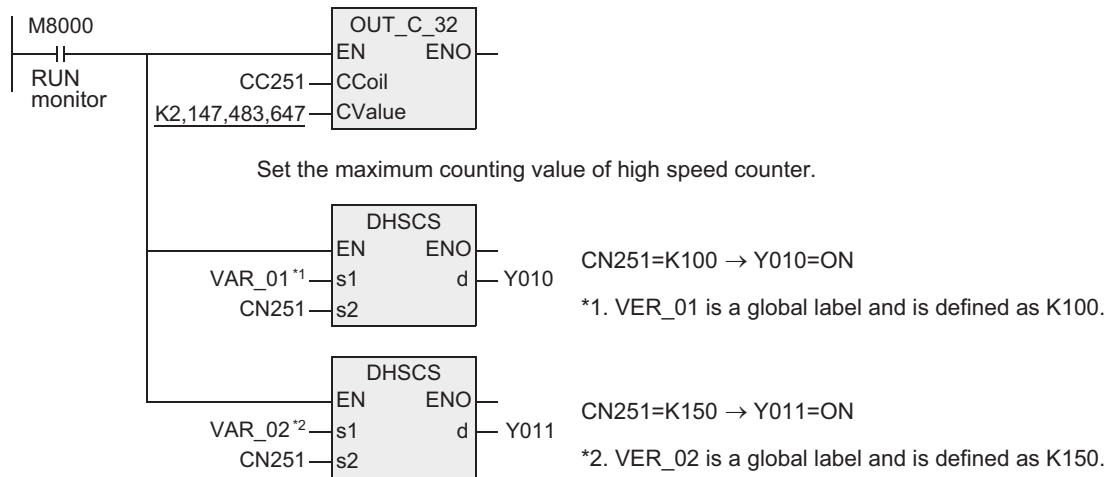 M8000
RUN
monitor
OUT_C_32
EN ENO
CC251 CCoil
K2,147,483,647 CValue
Set the maximum counting value of high speed counter.
DHSCS
EN ENO
VAR_01*1 s1 d Y010
CN251 s2
CN251=K100 → Y010=ON
*1. VER_01 is a global label and is defined as K100.
DHSCS
EN ENO
VAR_02*2 s1 d Y011
CN251 s2
CN251=K150 → Y011=ON
*2. VER_02 is a global label and is defined as K150.